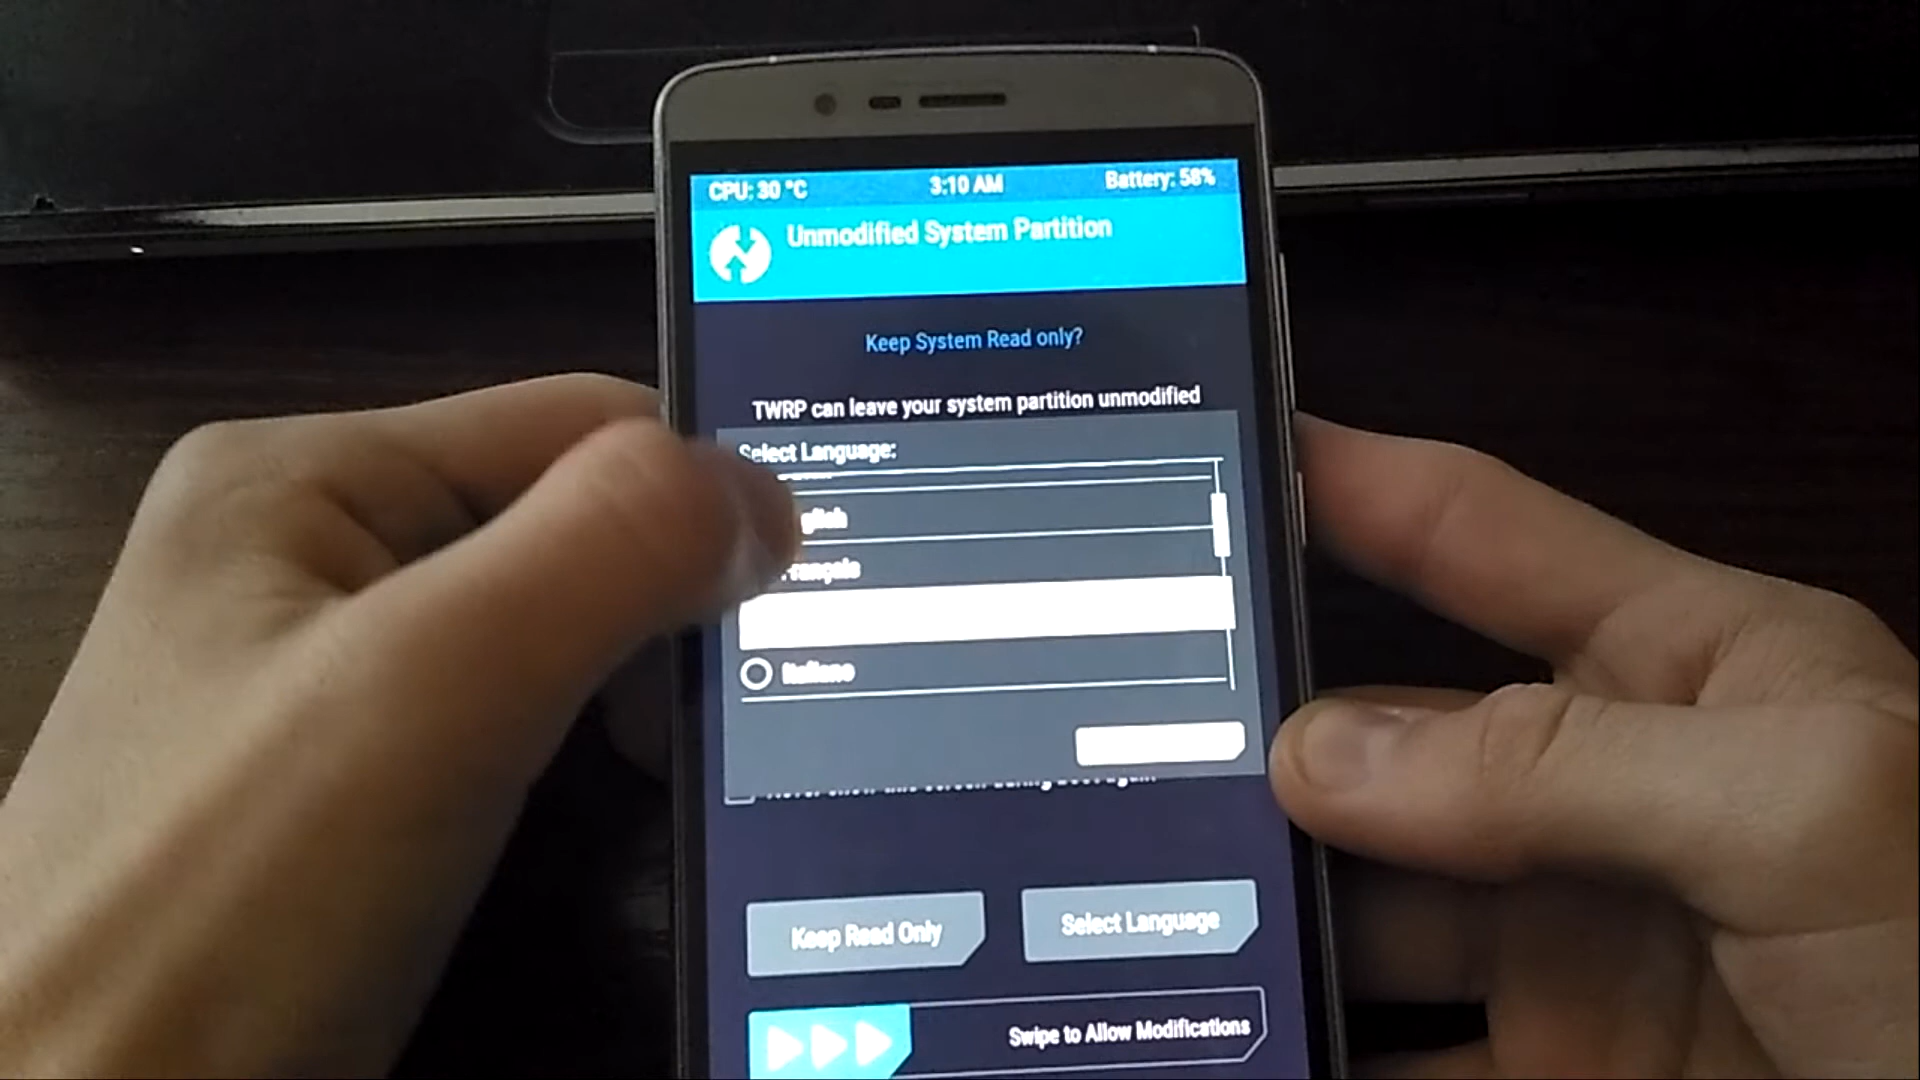 CPU: 30 °C 3:10 AM Battery: 58%
Unmodified System Partition
Keep System Read only?
TWRP can leave your system partition unmodified
Select Language:
glish
rançais
Italiano
Keep Read Only Select Language
Swipe to Allow Modifications